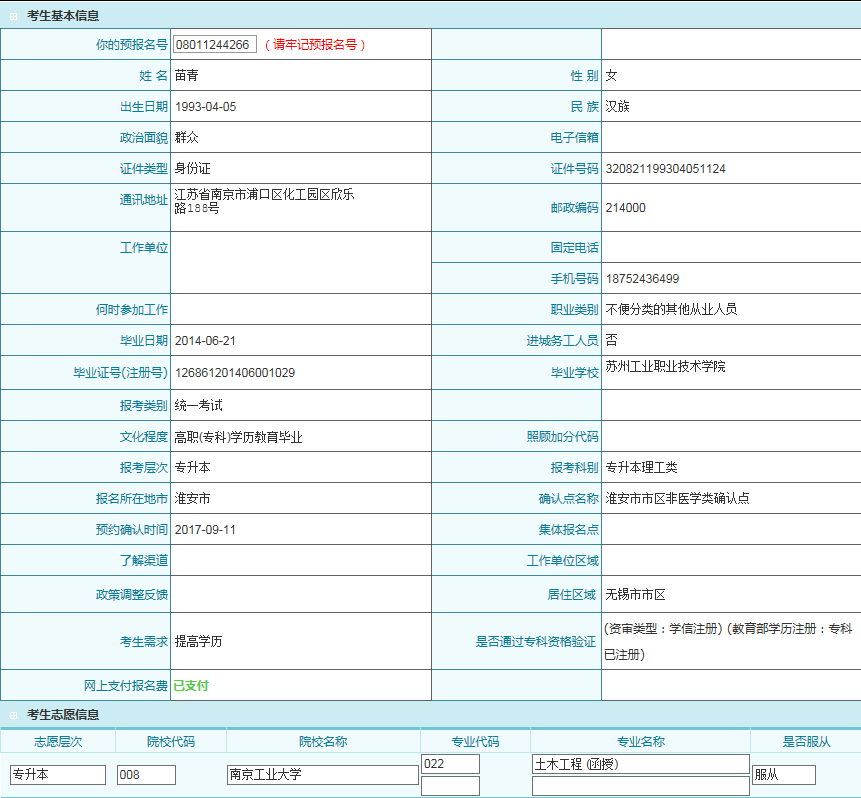 考生基本信息
你的预报名号 08011244266 (请牢记预报名号)
姓 名 苗青 性 别 女
出生日期 1993-04-05 民 族 汉族
政治面貌 群众 电子信箱
证件类型 身份证 证件号码 320821199304051124
通讯地址 江苏省南京市浦口区化工园区欣乐
路188号 邮政编码 214000
工作单位 固定电话
手机号码 18752436499
何时参加工作 职业类别 不便分类的其他从业人员
毕业日期 2014-06-21 进城务工人员 否
毕业证号(注册号) 126861201406001029 毕业学校 苏州工业职业技术学院
报考类别 统一考试
文化程度 高职(专科)学历教育毕业 照顾加分代码
报考层次 专升本 报考科别 专升本理工类
报名所在地市 淮安市 确认点名称 淮安市市区非医学类确认点
预约确认时间 2017-09-11 集体报名点
了解渠道 工作单位区域
政策调整反馈 居住区域 无锡市市区
考生需求 提高学历 是否通过专科资格验证 (资审类型：学信注册) (教育部学历注册：专科
已注册)
网上支付报名费 已支付
考生志愿信息
志愿层次 院校代码 院校名称 专业代码 专业名称 是否服从
专升本 008 南京工业大学 022 土木工程 (函授) 服从